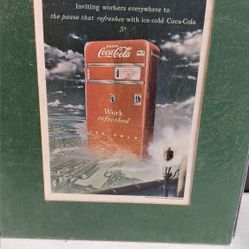 Inviting workers everywhere to
the pause that refreshes with ice-cold Coca-Cola
5¢
DRINK
Coca-Cola
Work
refreshed